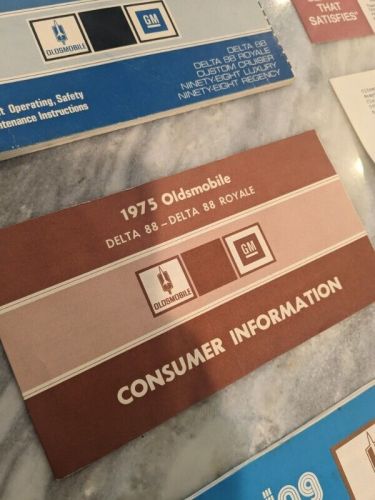 OLDSMOBILE
GM
DELTA 88
DELTA 88 ROYALE
CUSTOM CRUISER
NINETY-EIGHT LUXURY
NINETY-EIGHT REGENCY
Operating, Safety
Instructions
THAT
SATISFIES"
1975 Oldsmobile
DELTA 88 – DELTA 88 ROYALE
OLDSMOBILE
GM
CONSUMER INFORMATION